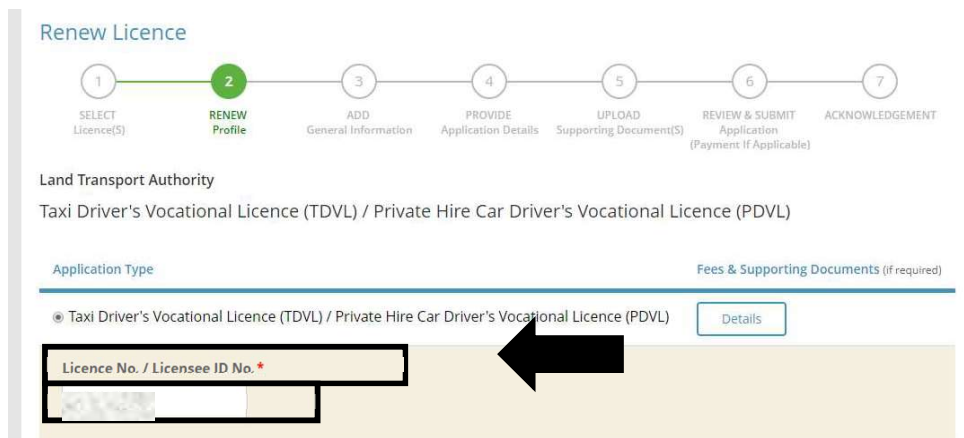 Renew Licence
1
2
3
4
5
6
7
SELECT
Licence(S)
RENEW
Profile
ADD
General Information
PROVIDE
Application Details
UPLOAD
Supporting Document(S)
REVIEW & SUBMIT
Application
(Payment If Applicable)
ACKNOWLEDGEMENT
Land Transport Authority
Taxi Driver's Vocational Licence (TDVL) / Private Hire Car Driver's Vocational Licence (PDVL)
Application Type
Fees & Supporting Documents (if required)
Taxi Driver's Vocational Licence (TDVL) / Private Hire Car Driver's Vocational Licence (PDVL)
Details
Licence No. / Licensee ID No. *